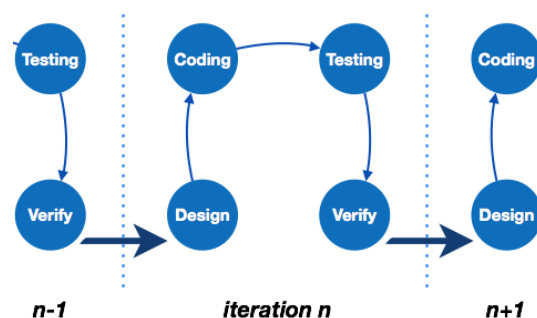 Testing
Coding
Testing
Coding
Verify
Design
Verify
Design
n-1
iteration n
n+1